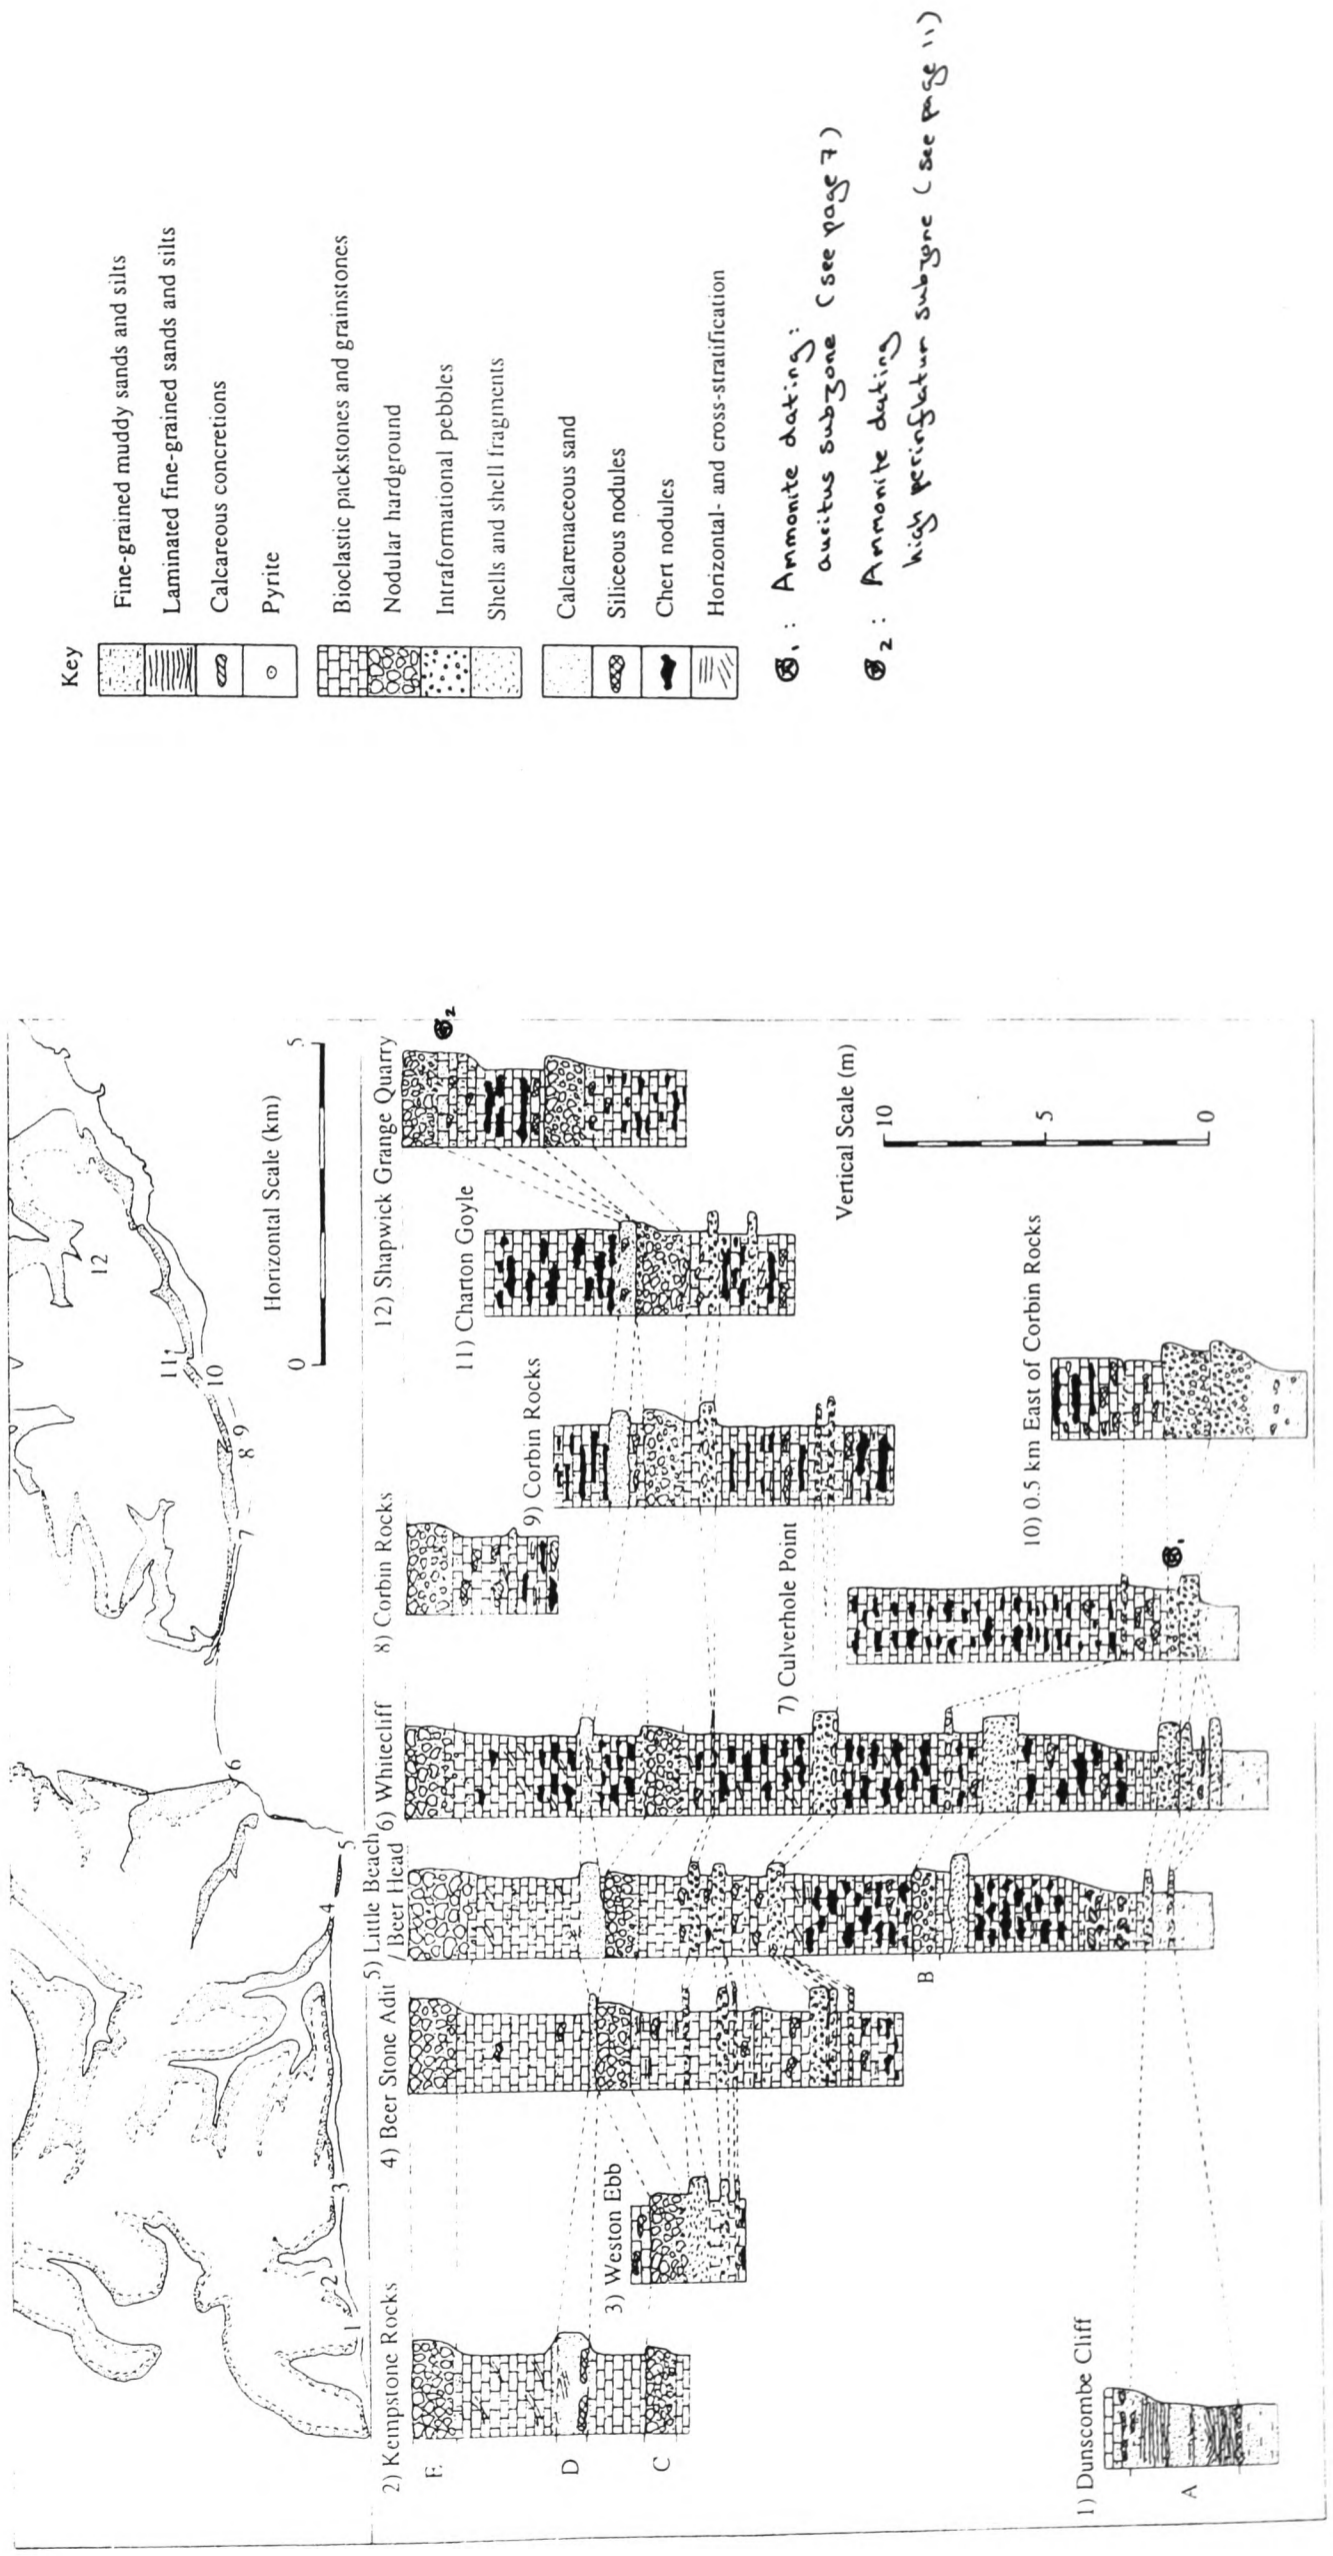 Key
Fine-grained muddy sands and silts
Laminated fine-grained sands and silts
Calcareous concretions
Pyrite
Bioclastic packstones and grainstones
Nodular hardground
Intraformational pebbles
Shells and shell fragments
Calcarenaceous sand
Siliceous nodules
Chert nodules
Horizontal- and cross-stratification
⊗1 : Ammonite dating:
auritus subzone (see page 7)
⊗2 : Ammonite dating
high perinflatum subzone (see page 11)
1
2
3
4
5
6
7
8
9
10
11
12
Horizontal Scale (km)
0
5
2) Kempstone Rocks
4) Beer Stone Adit
5) Little Beach
/ Beer Head
6) Whitecliff
8) Corbin Rocks
12) Shapwick Grange Quarry
⊗2
11) Charton Goyle
9) Corbin Rocks
3) Weston Ebb
7) Culverhole Point
Vertical Scale (m)
10
5
0
10) 0.5 km East of Corbin Rocks
⊗1
1) Dunscombe Cliff
E
D
C
B
A